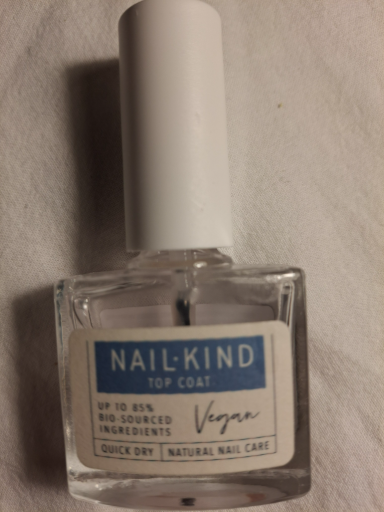 NAIL·KIND
TOP COAT
UP TO 85%
BIO-SOURCED
INGREDIENTS
Vegan
QUICK DRY NATURAL NAIL CARE